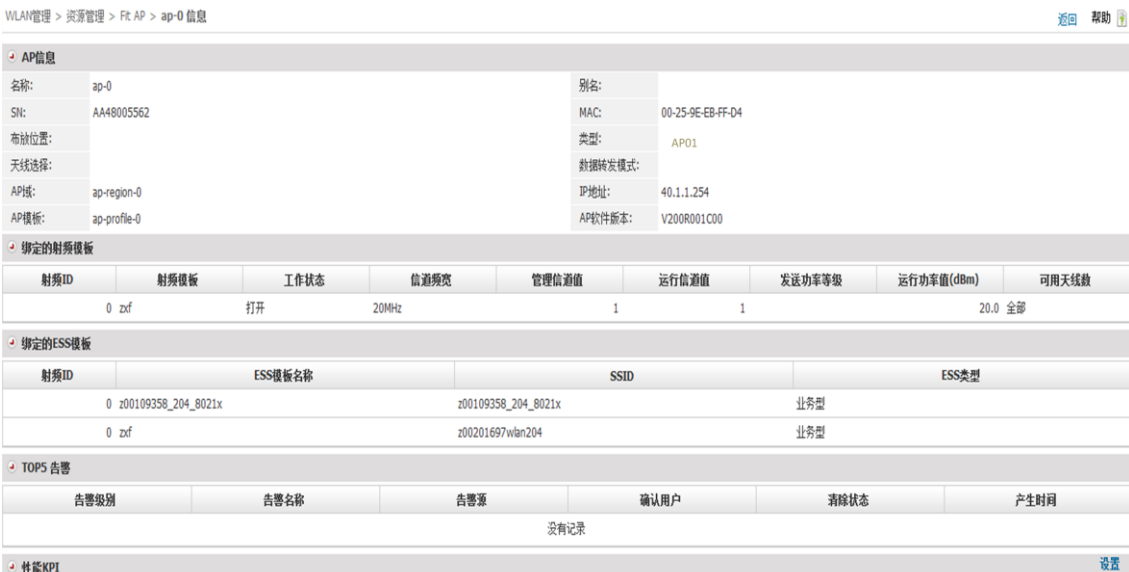 WLAN管理 > 资源管理 > Fit AP > ap-0 信息 返回 帮助
AP信息
名称: ap-0 别名:
SN: AA48005562 MAC: 00-25-9E-EB-FF-D4
布放位置: 类型: AP01
天线选择: 数据转发模式:
AP域: ap-region-0 IP地址: 40.1.1.254
AP模板: ap-profile-0 AP软件版本: V200R001C00
绑定的射频模板
射频ID 射频模板 工作状态 信道频宽 管理信道值 运行信道值 发送功率等级 运行功率值(dBm) 可用天线数
0 zxf 打开 20MHz 1 1 20.0 全部
绑定的ESS模板
射频ID ESS模板名称 SSID ESS类型
0 z00109358_204_8021x z00109358_204_8021x 业务型
0 zxf z00201697wlan204 业务型
TOP5 告警
告警级别 告警名称 告警源 确认用户 清除状态 产生时间
没有记录
性能KPI 设置